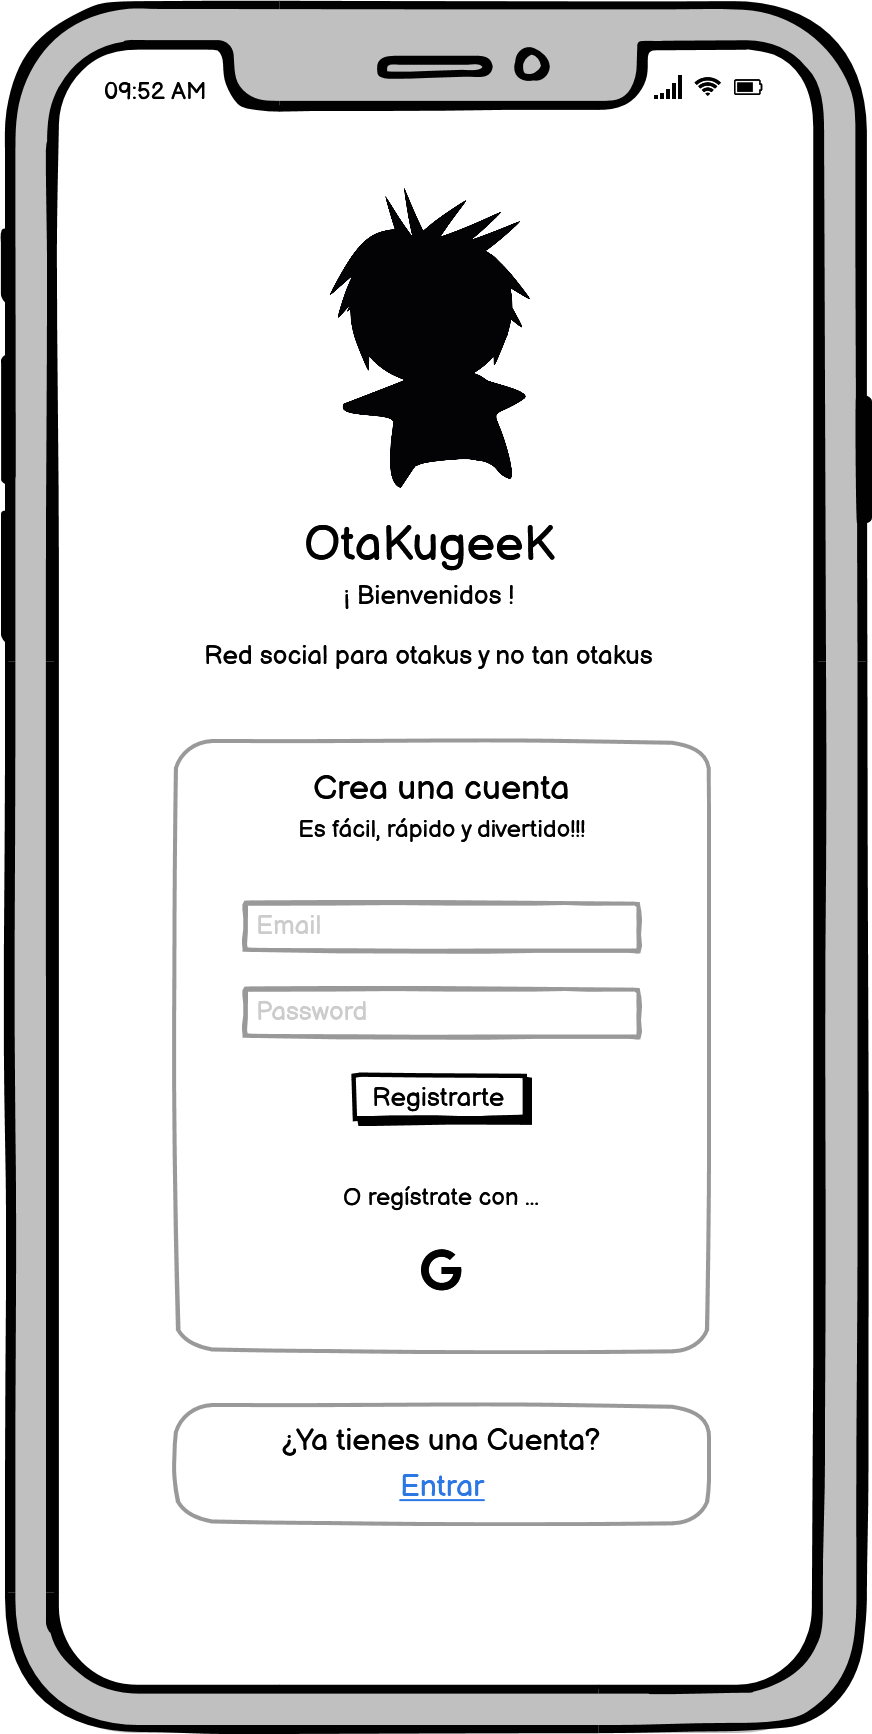 09:52 AM
OtaKugeeK
¡ Bienvenidos !
Red social para otakus y no tan otakus
Crea una cuenta
Es fácil, rápido y divertido!!!
Email
Password
Registrarte
O regístrate con ...
G
¿Ya tienes una Cuenta?
Entrar